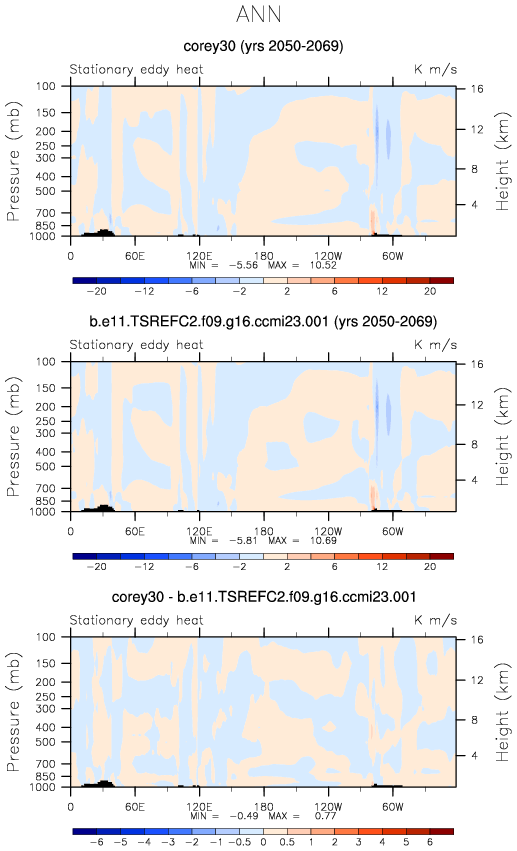 ANN
corey30 (yrs 2050-2069)
Stationary eddy heat K m/s
Pressure (mb)
100
150
200
250
300
400
500
700
850
1000
16
12
8
4
Height (km)
0 60E 120E 180 120W 60W
MIN = -5.56 MAX = 10.52
-20 -12 -6 -2 2 6 12 20
b.e11.TSREFC2.f09.g16.ccmi23.001 (yrs 2050-2069)
Stationary eddy heat K m/s
Pressure (mb)
100
150
200
250
300
400
500
700
850
1000
16
12
8
4
Height (km)
0 60E 120E 180 120W 60W
MIN = -5.81 MAX = 10.69
-20 -12 -6 -2 2 6 12 20
corey30 - b.e11.TSREFC2.f09.g16.ccmi23.001
Stationary eddy heat K m/s
Pressure (mb)
100
150
200
250
300
400
500
700
850
1000
16
12
8
4
Height (km)
0 60E 120E 180 120W 60W
MIN = -0.49 MAX = 0.77
-6 -5 -4 -3 -2 -1 -0.5 0 0.5 1 2 3 4 5 6